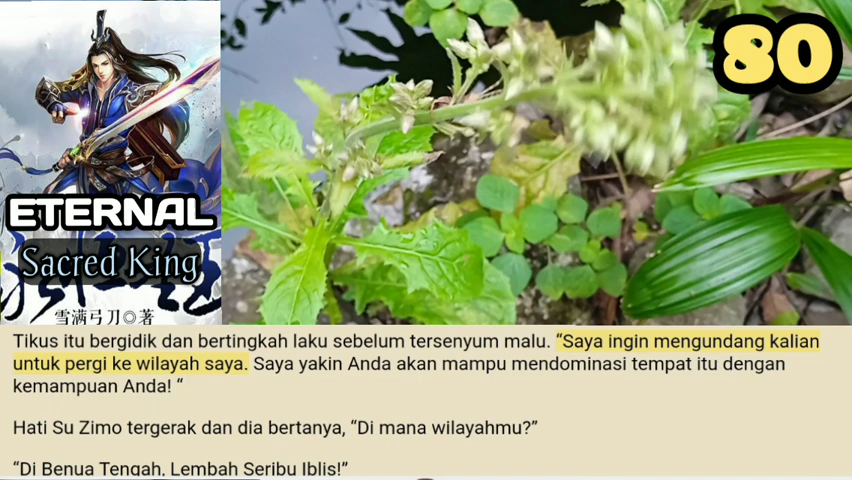 80
ETERNAL
Sacred King
雪满弓刀◎著
Tikus itu bergidik dan bertingkah laku sebelum tersenyum malu. “Saya ingin mengundang kalian
untuk pergi ke wilayah saya. Saya yakin Anda akan mampu mendominasi tempat itu dengan
kemampuan Anda! “
Hati Su Zimo tergerak dan dia bertanya, “Di mana wilayahmu?”
“Di Benua Tengah, Lembah Seribu Iblis!”